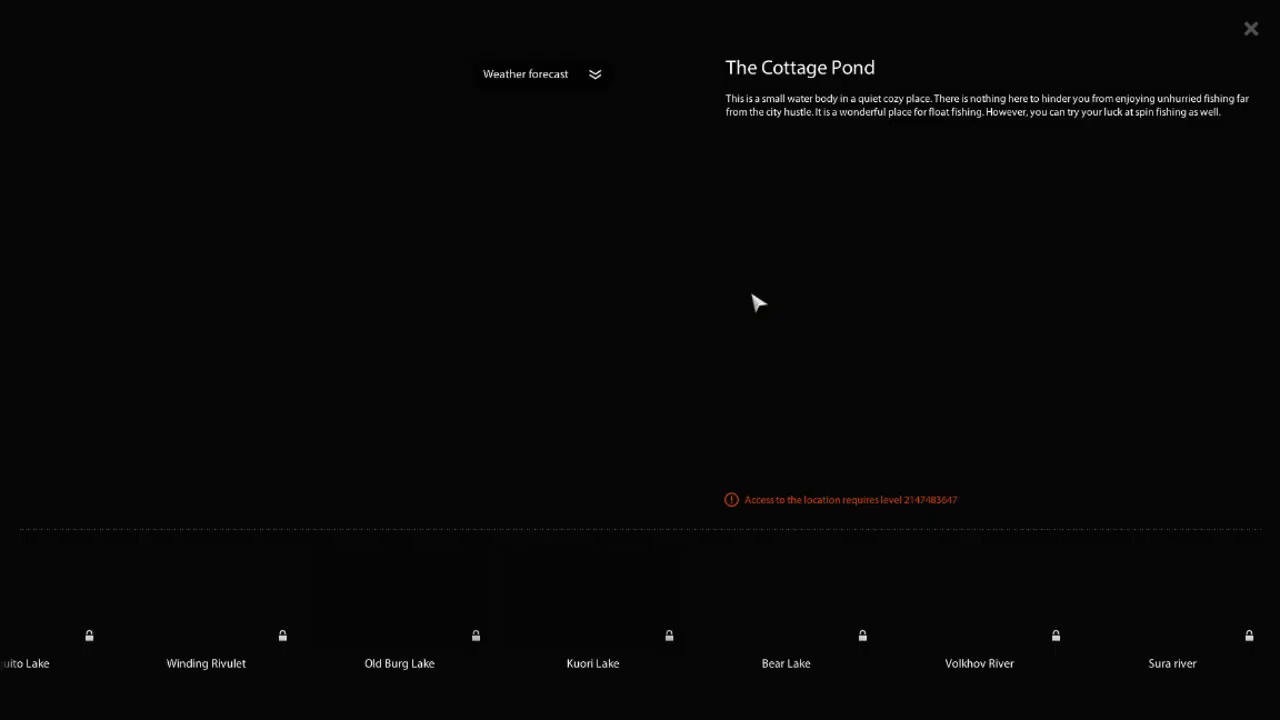 Weather forecast
The Cottage Pond
This is a small water body in a quiet cozy place. There is nothing here to hinder you from enjoying unhurried fishing far
from the city hustle. It is a wonderful place for float fishing. However, you can try your luck at spin fishing as well.
Access to the location requires level 2147483647
uito Lake
Winding Rivulet
Old Burg Lake
Kuori Lake
Bear Lake
Volkhov River
Sura river